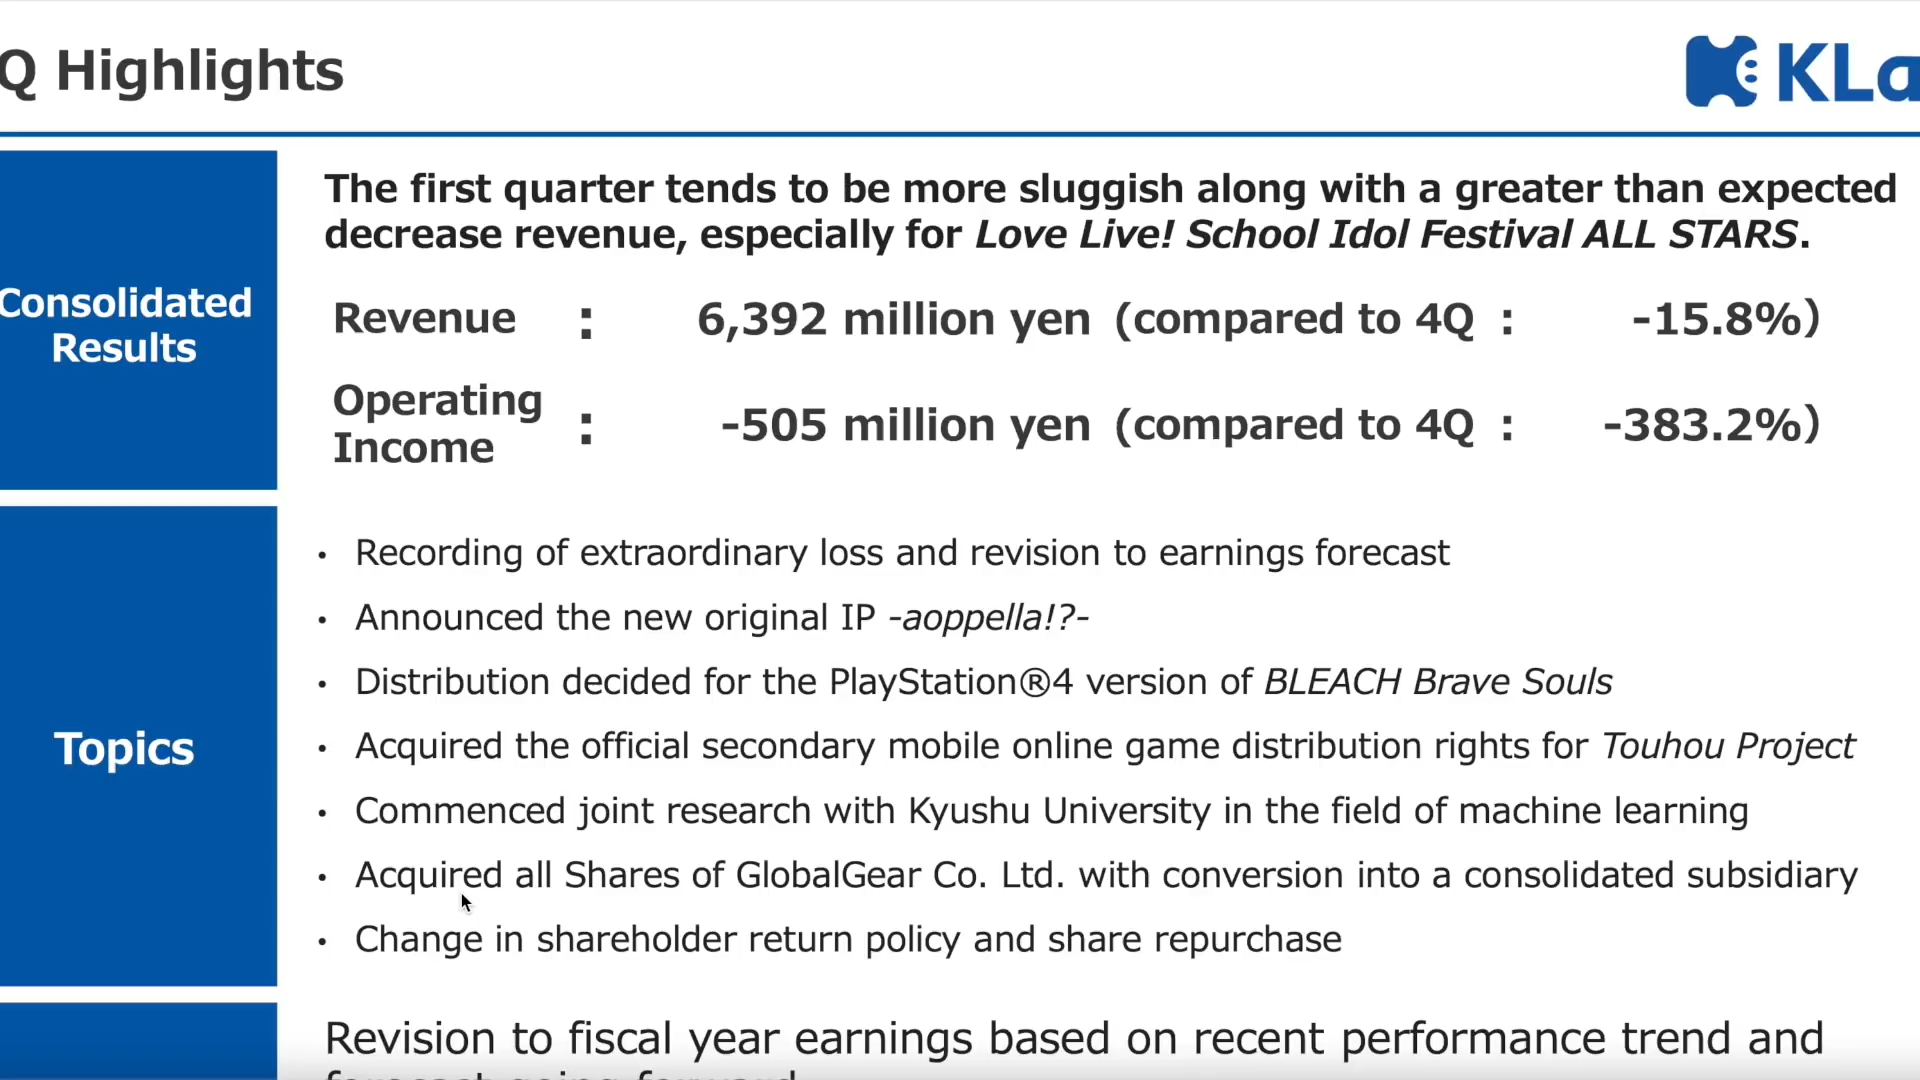 Q Highlights
KLa
Consolidated
Results
The first quarter tends to be more sluggish along with a greater than expected
decrease revenue, especially for Love Live! School Idol Festival ALL STARS.
Revenue : 6,392 million yen (compared to 4Q : -15.8%)
Operating
Income : -505 million yen (compared to 4Q : -383.2%)
Topics
• Recording of extraordinary loss and revision to earnings forecast
• Announced the new original IP -aoppella!?-
• Distribution decided for the PlayStation®4 version of BLEACH Brave Souls
• Acquired the official secondary mobile online game distribution rights for Touhou Project
• Commenced joint research with Kyushu University in the field of machine learning
• Acquired all Shares of GlobalGear Co. Ltd. with conversion into a consolidated subsidiary
• Change in shareholder return policy and share repurchase
Revision to fiscal year earnings based on recent performance trend and
forecast going forward